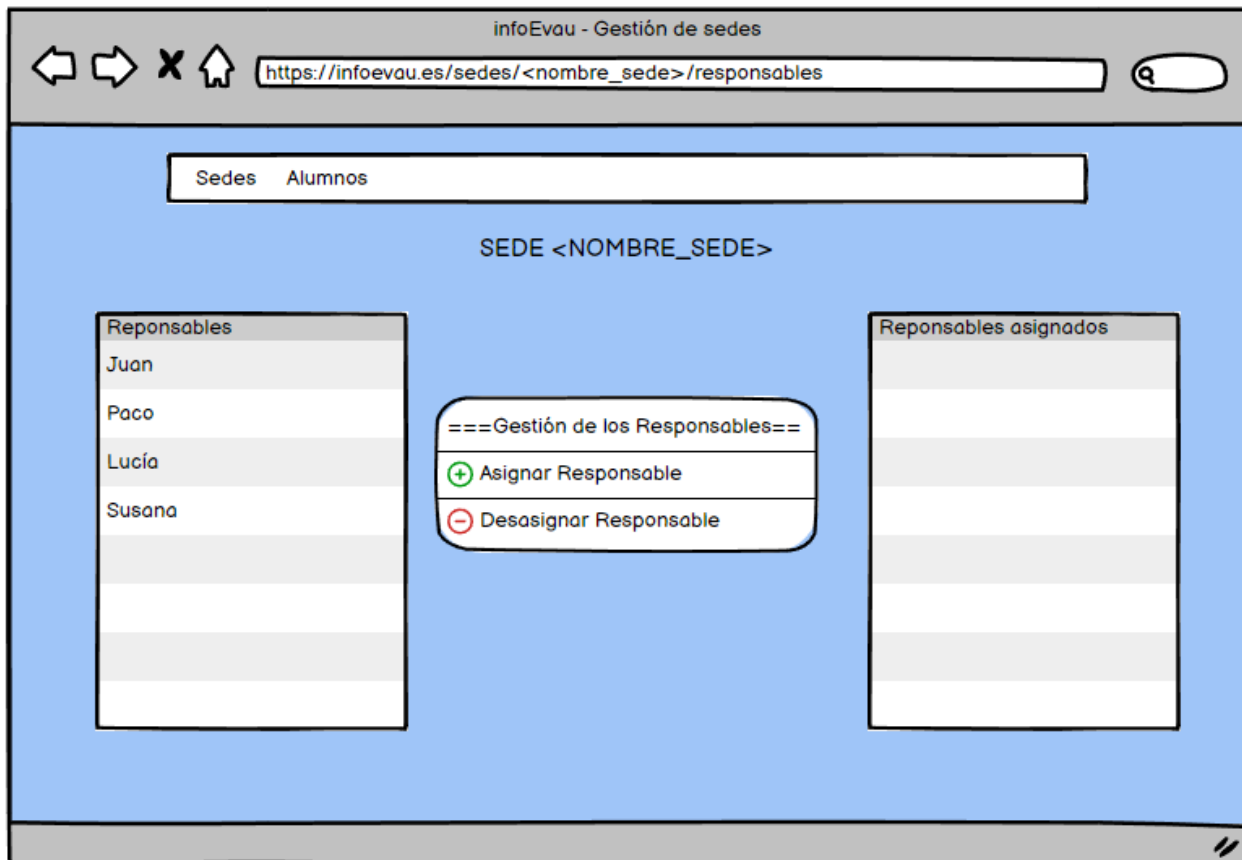 infoEvau - Gestión de sedes
https://infoevau.es/sedes/<nombre_sede>/responsables
Sedes Alumnos
SEDE <NOMBRE_SEDE>
Reponsables
Juan
Paco
Lucía
Susana
===Gestión de los Responsables==
Asignar Responsable
Desasignar Responsable
Reponsables asignados